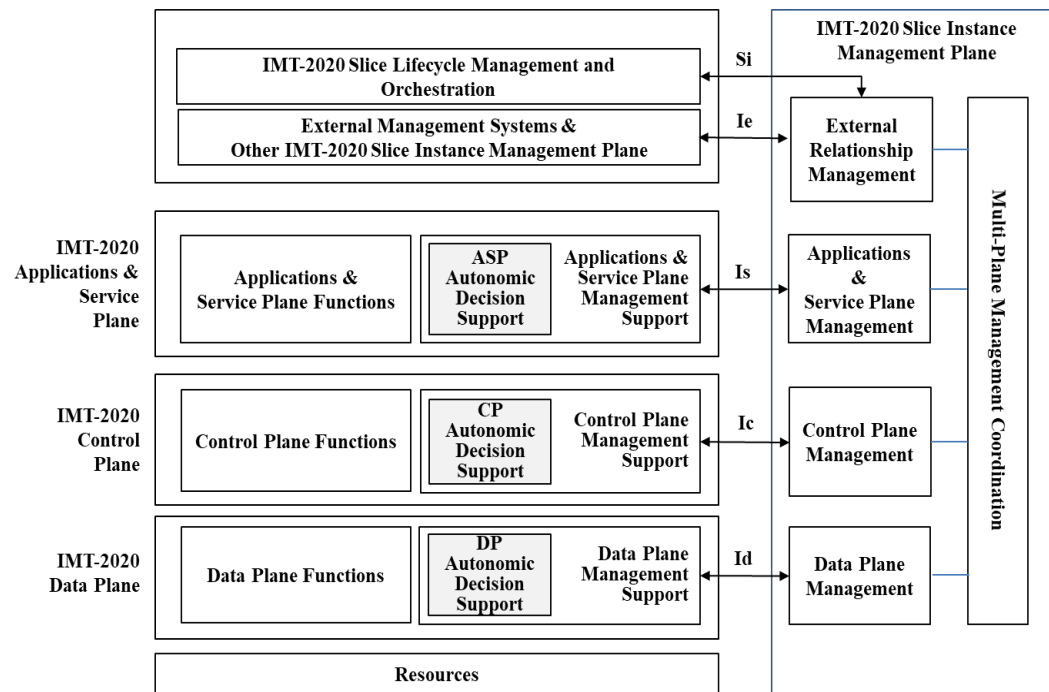 IMT-2020 Slice Instance
Management Plane
IMT-2020 Slice Lifecycle Management and
Orchestration
Si
External Management Systems &
Other IMT-2020 Slice Instance Management Plane
Ie
External
Relationship
Management
Multi-Plane Management Coordination
IMT-2020
Applications &
Service
Plane
Applications &
Service Plane Functions
ASP
Autonomic
Decision
Support
Applications &
Service Plane
Management
Support
Is
Applications
&
Service Plane
Management
IMT-2020
Control
Plane
Control Plane Functions
CP
Autonomic
Decision
Support
Control Plane
Management
Support
Ic
Control Plane
Management
IMT-2020
Data Plane
Data Plane Functions
DP
Autonomic
Decision
Support
Data Plane
Management
Support
Id
Data Plane
Management
Resources